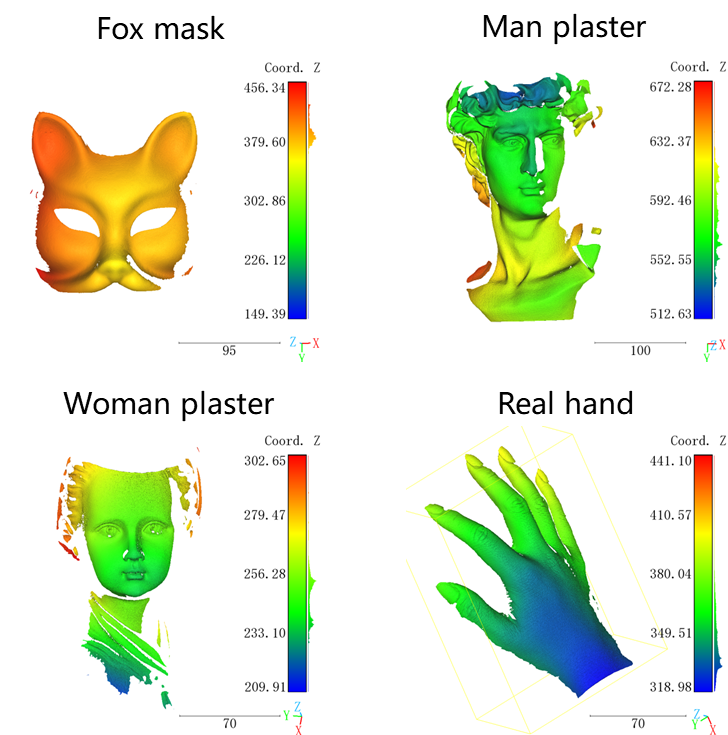 Fox mask
Coord. Z
456.34
379.60
302.86
226.12
149.39
95
Z X
Y
Man plaster
Coord. Z
672.28
632.37
592.46
552.55
512.63
100
Z X
Y
Woman plaster
Coord. Z
302.65
279.47
256.28
233.10
209.91
70
Z
Y
X
Real hand
Coord. Z
441.10
410.57
380.04
349.51
318.98
70
Z
Y
X